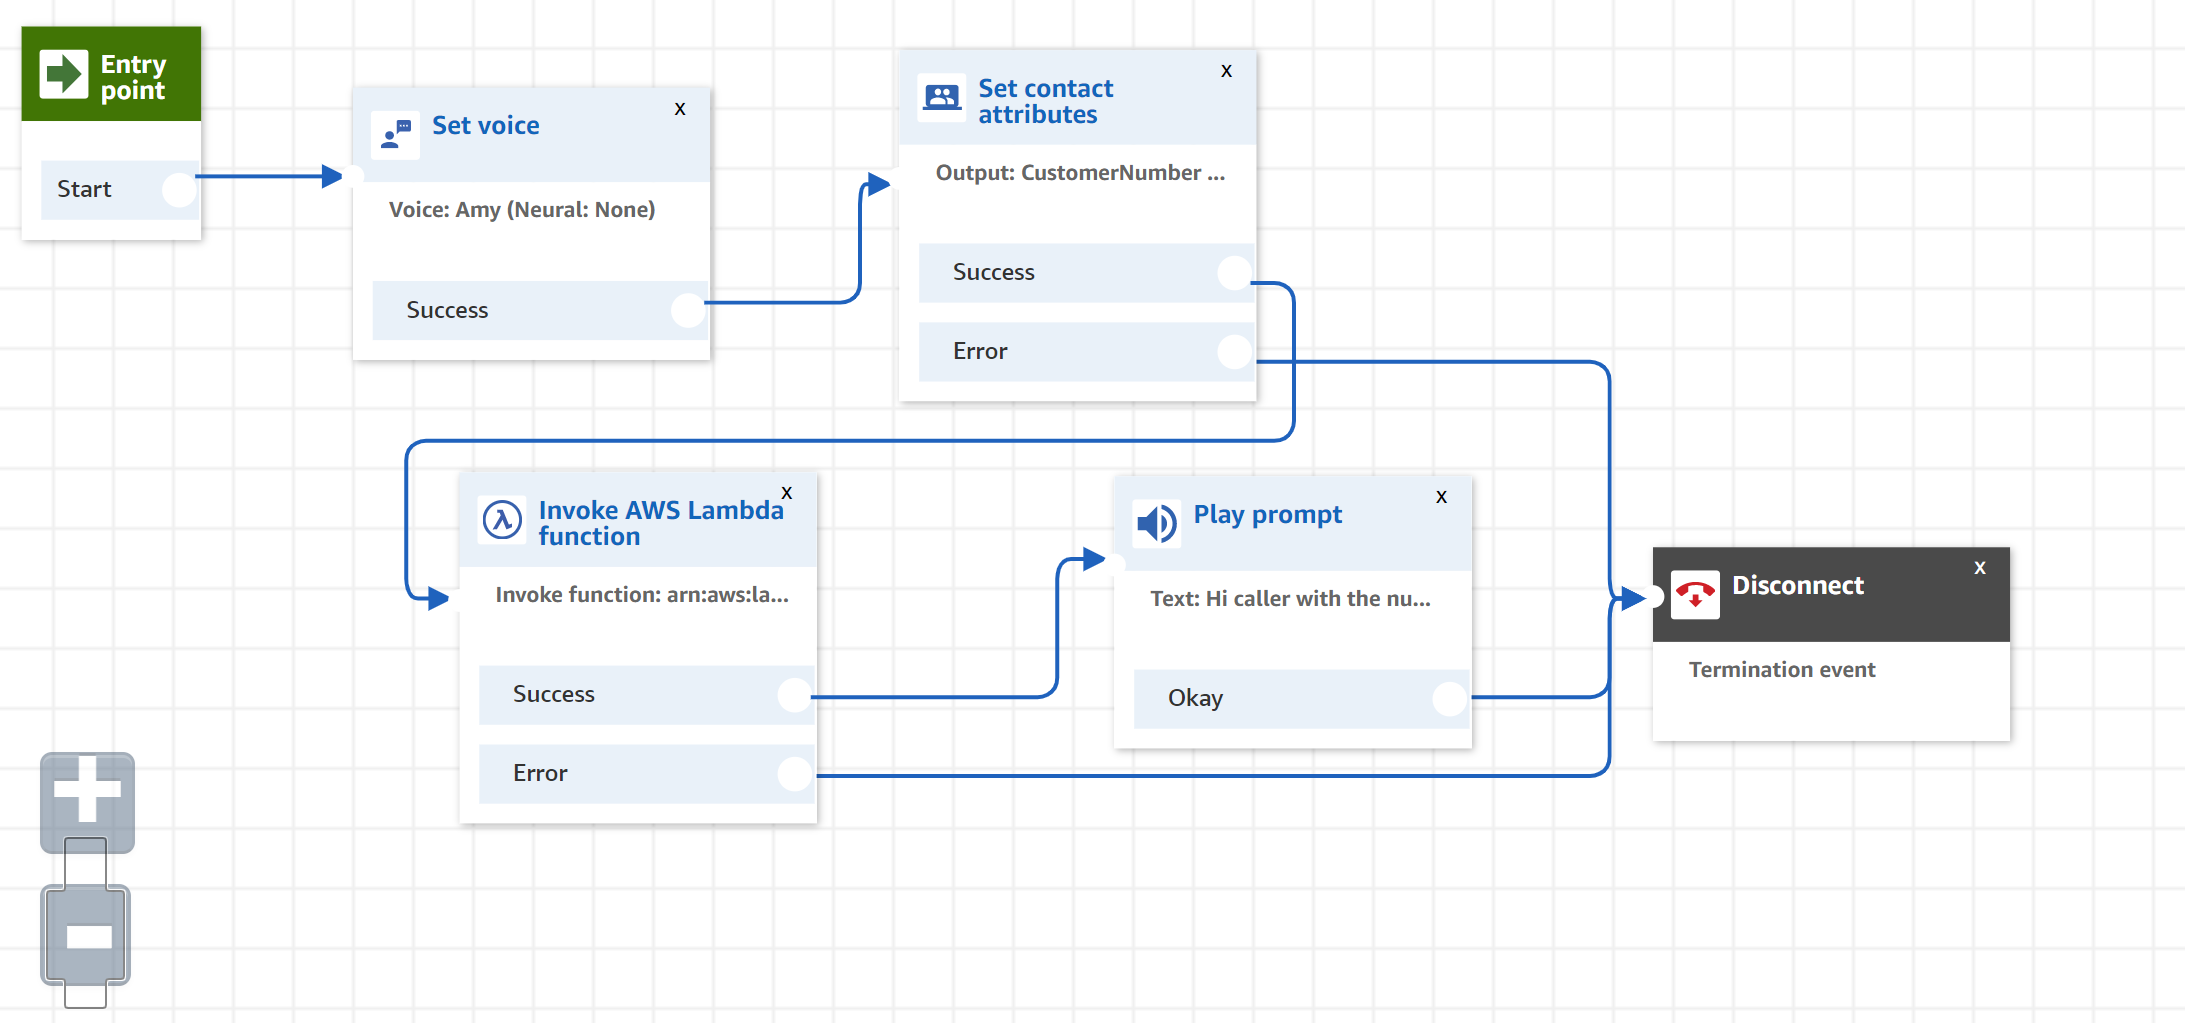 Entry
point
Start
x
Set voice
Voice: Amy (Neural: None)
Success
x
Set contact
attributes
Output: CustomerNumber ...
Success
Error
x
Invoke AWS Lambda
function
Invoke function: arn:aws:la...
Success
Error
x
Play prompt
Text: Hi caller with the nu...
Okay
x
Disconnect
Termination event